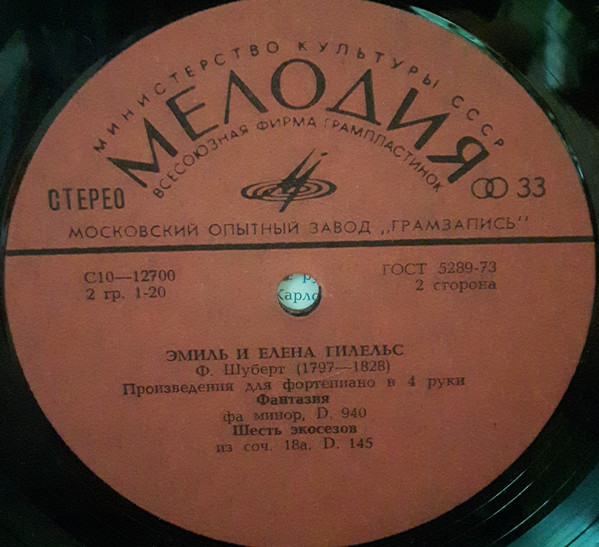 МИНИСТЕРСТВО КУЛЬТУРЫ СССР
МЕЛОДИЯ
ВСЕСОЮЗНАЯ ФИРМА ГРАМПЛАСТИНОК
СТЕРЕО
33
МОСКОВСКИЙ ОПЫТНЫЙ ЗАВОД „ГРАМЗАПИСЬ"
С10—12700
ГОСТ 5289-73
2 гр. 1-20
2 сторона
ЭМИЛЬ И ЕЛЕНА ГИЛЕЛЬС
Ф. Шуберт (1797—1828)
Произведения для фортепиано в 4 руки
Фантазия
фа минор, D. 940
Шесть экосезов
из соч. 18а, D. 145